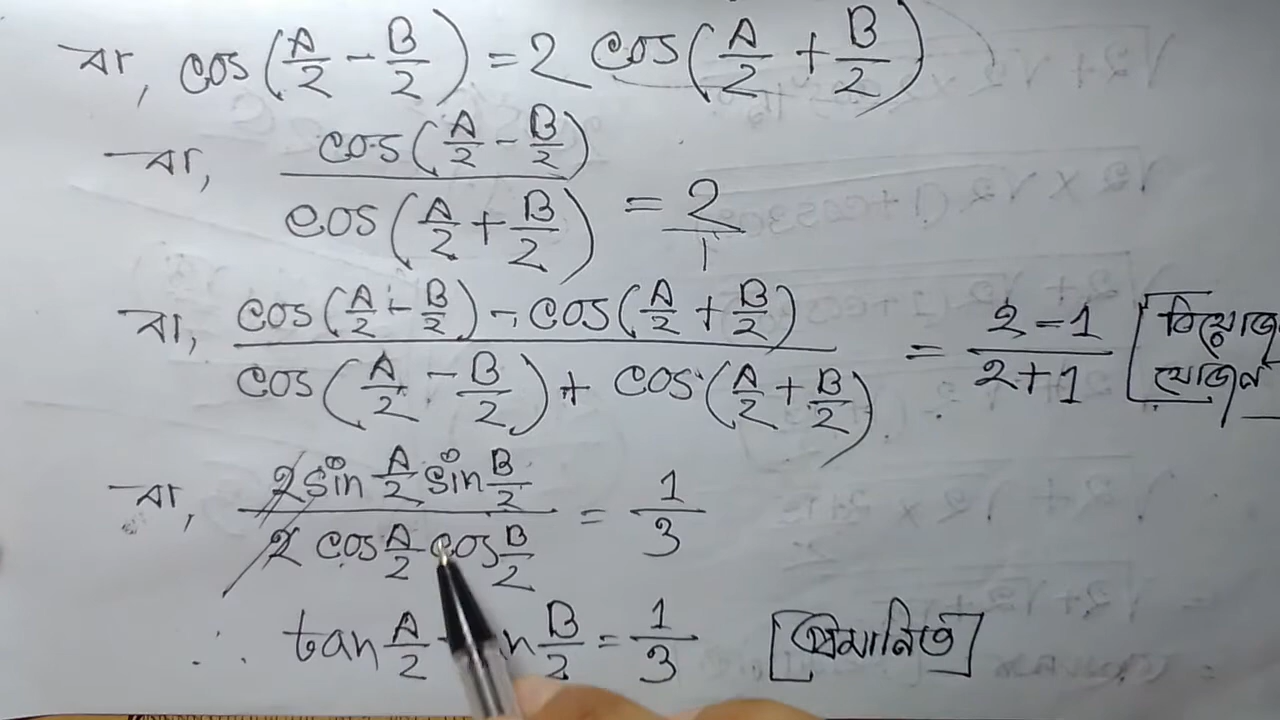 বা, cos(A/2 - B/2) = 2 cos(A/2 + B/2)
বা, cos(A/2 - B/2) / cos(A/2 + B/2) = 2/1
বা, (cos(A/2 - B/2) - cos(A/2 + B/2)) / (cos(A/2 - B/2) + cos(A/2 + B/2)) = (2-1)/(2+1) [বিয়োজ যোজন
বা, (2 sin A/2 sin B/2) / (2 cos A/2 cos B/2) = 1/3
∴ tan A/2 n B/2 = 1/3 [প্রমানিত]